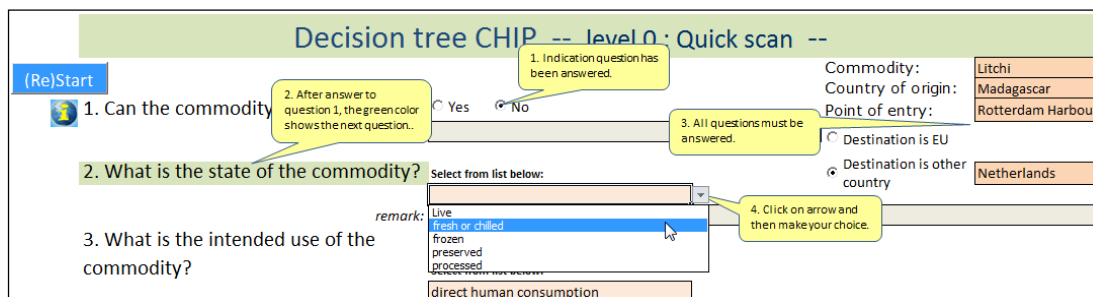 Decision tree CHIP -- level 0 : Quick scan --
1. Indication question has
been answered.
(Re)Start
Commodity: Litchi
Country of origin: Madagascar
Point of entry: Rotterdam Harbou
2. After answer to
question 1, the green color
shows the next question..
1. Can the commodity
Yes No
3. All questions must be
answered.
Destination is EU
Destination is other
country
Netherlands
2. What is the state of the commodity?
Select from list below:
remark:
Live
fresh or chilled
frozen
preserved
processed
4. Click on arrow and
then make your choice.
3. What is the intended use of the
commodity?
Select from list below:
direct human consumption